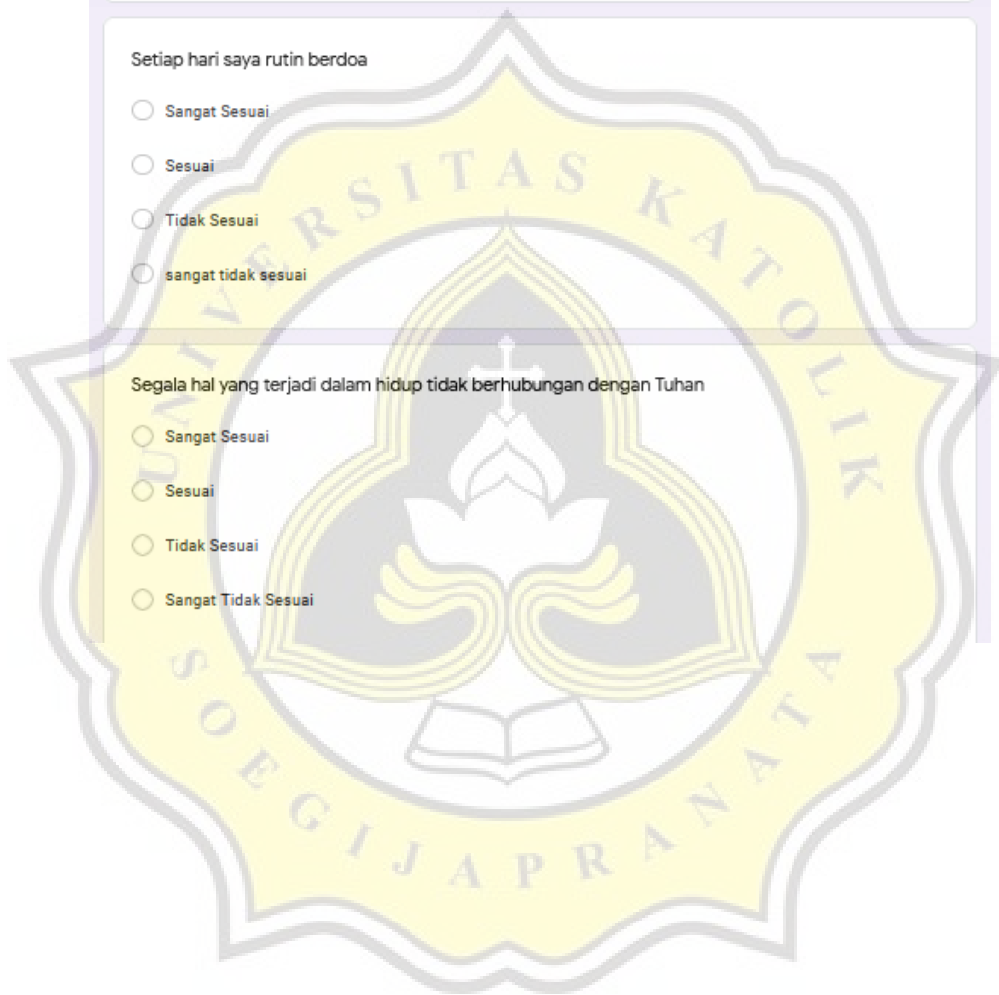 Setiap hari saya rutin berdoa
Sangat Sesuai
Sesuai
Tidak Sesuai
sangat tidak sesuai
Segala hal yang terjadi dalam hidup tidak berhubungan dengan Tuhan
Sangat Sesuai
Sesuai
Tidak Sesuai
Sangat Tidak Sesuai
UNIVERSITAS KATOLIK
SOEGIJAPRANATA